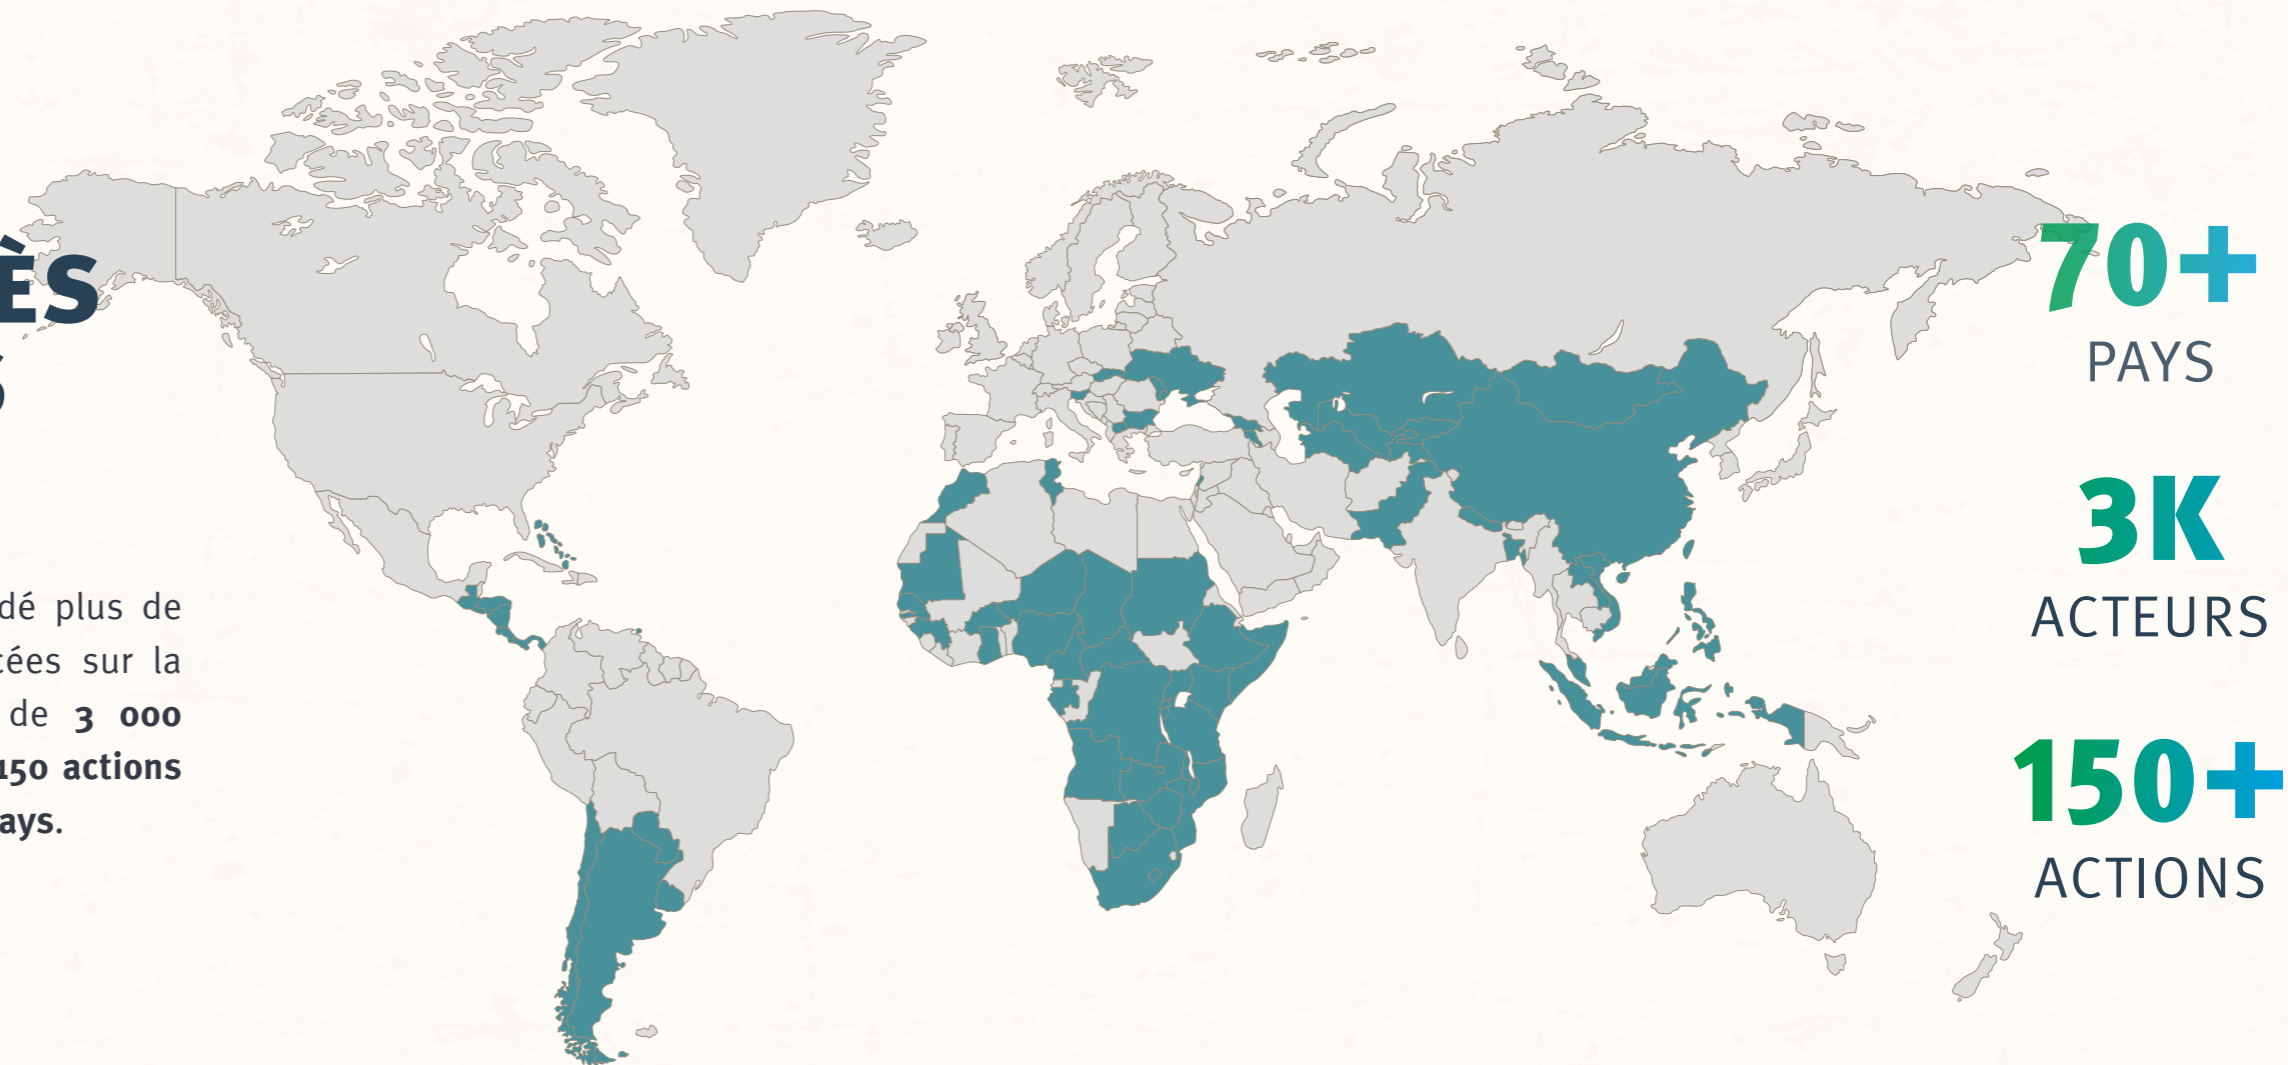 ÈS
S
dé plus de
cées sur la
de 3 000
150 actions
ays.
70+
PAYS
3K
ACTEURS
150+
ACTIONS